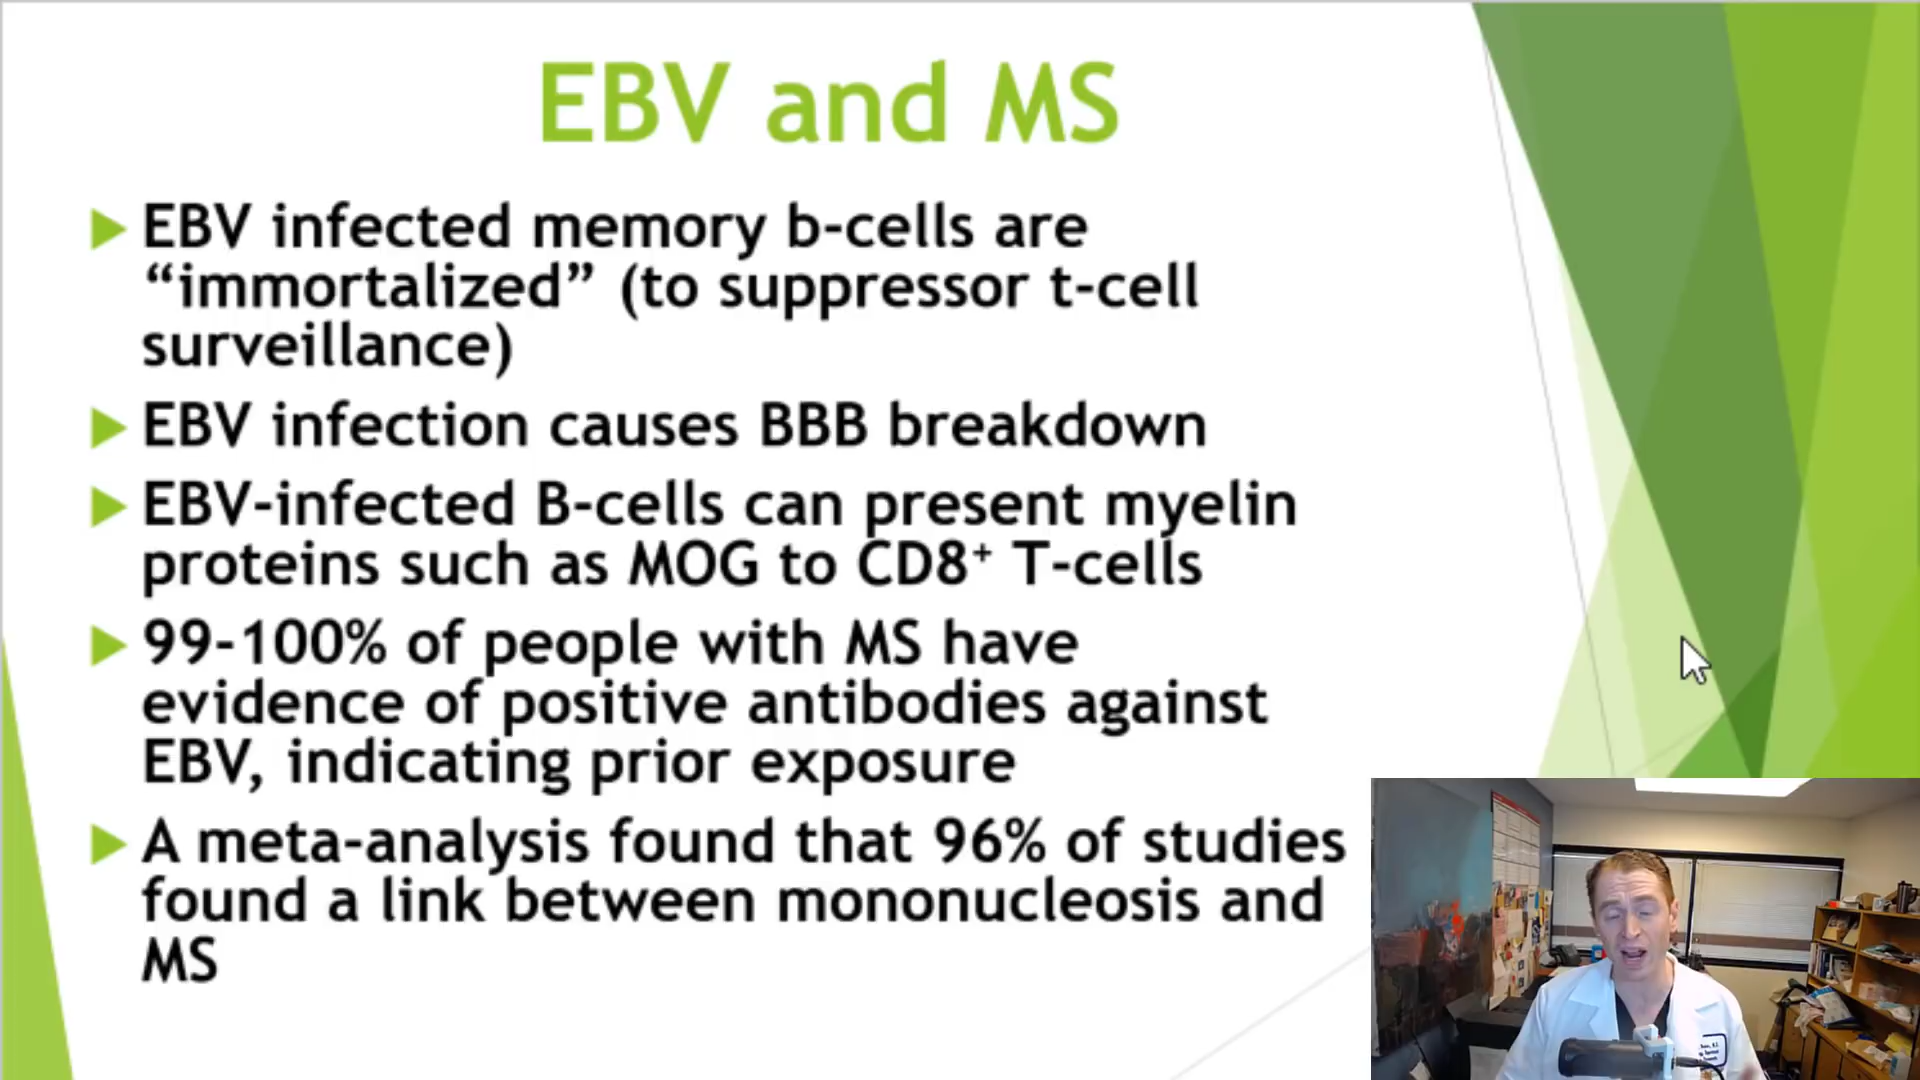 EBV and MS
EBV infected memory b-cells are
“immortalized” (to suppressor t-cell
surveillance)
EBV infection causes BBB breakdown
EBV-infected B-cells can present myelin
proteins such as MOG to CD8⁺ T-cells
99-100% of people with MS have
evidence of positive antibodies against
EBV, indicating prior exposure
A meta-analysis found that 96% of studies
found a link between mononucleosis and
MS